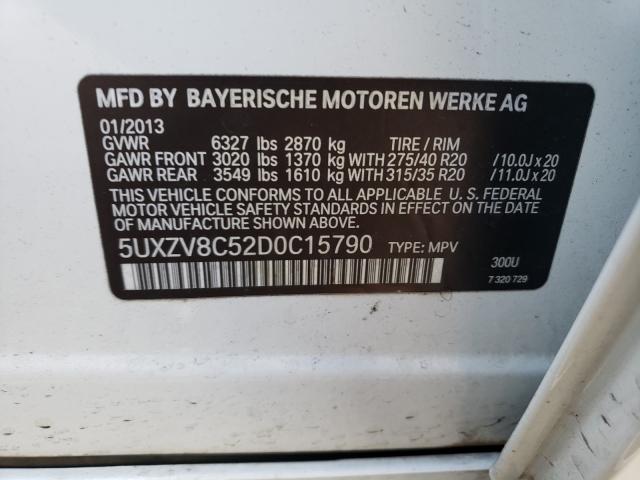 MFD BY BAYERISCHE MOTOREN WERKE AG
01/2013
GVWR 6327 lbs 2870 kg TIRE / RIM
GAWR FRONT 3020 lbs 1370 kg WITH 275/40 R20 / 10.0J x 20
GAWR REAR 3549 lbs 1610 kg WITH 315/35 R20 / 11.0J x 20
THIS VEHICLE CONFORMS TO ALL APPLICABLE U. S. FEDERAL
MOTOR VEHICLE SAFETY STANDARDS IN EFFECT ON THE DATE
OF MANUFACTURE SHOWN ABOVE.
5UXZV8C52D0C15790 TYPE: MPV
300U
7 320 729